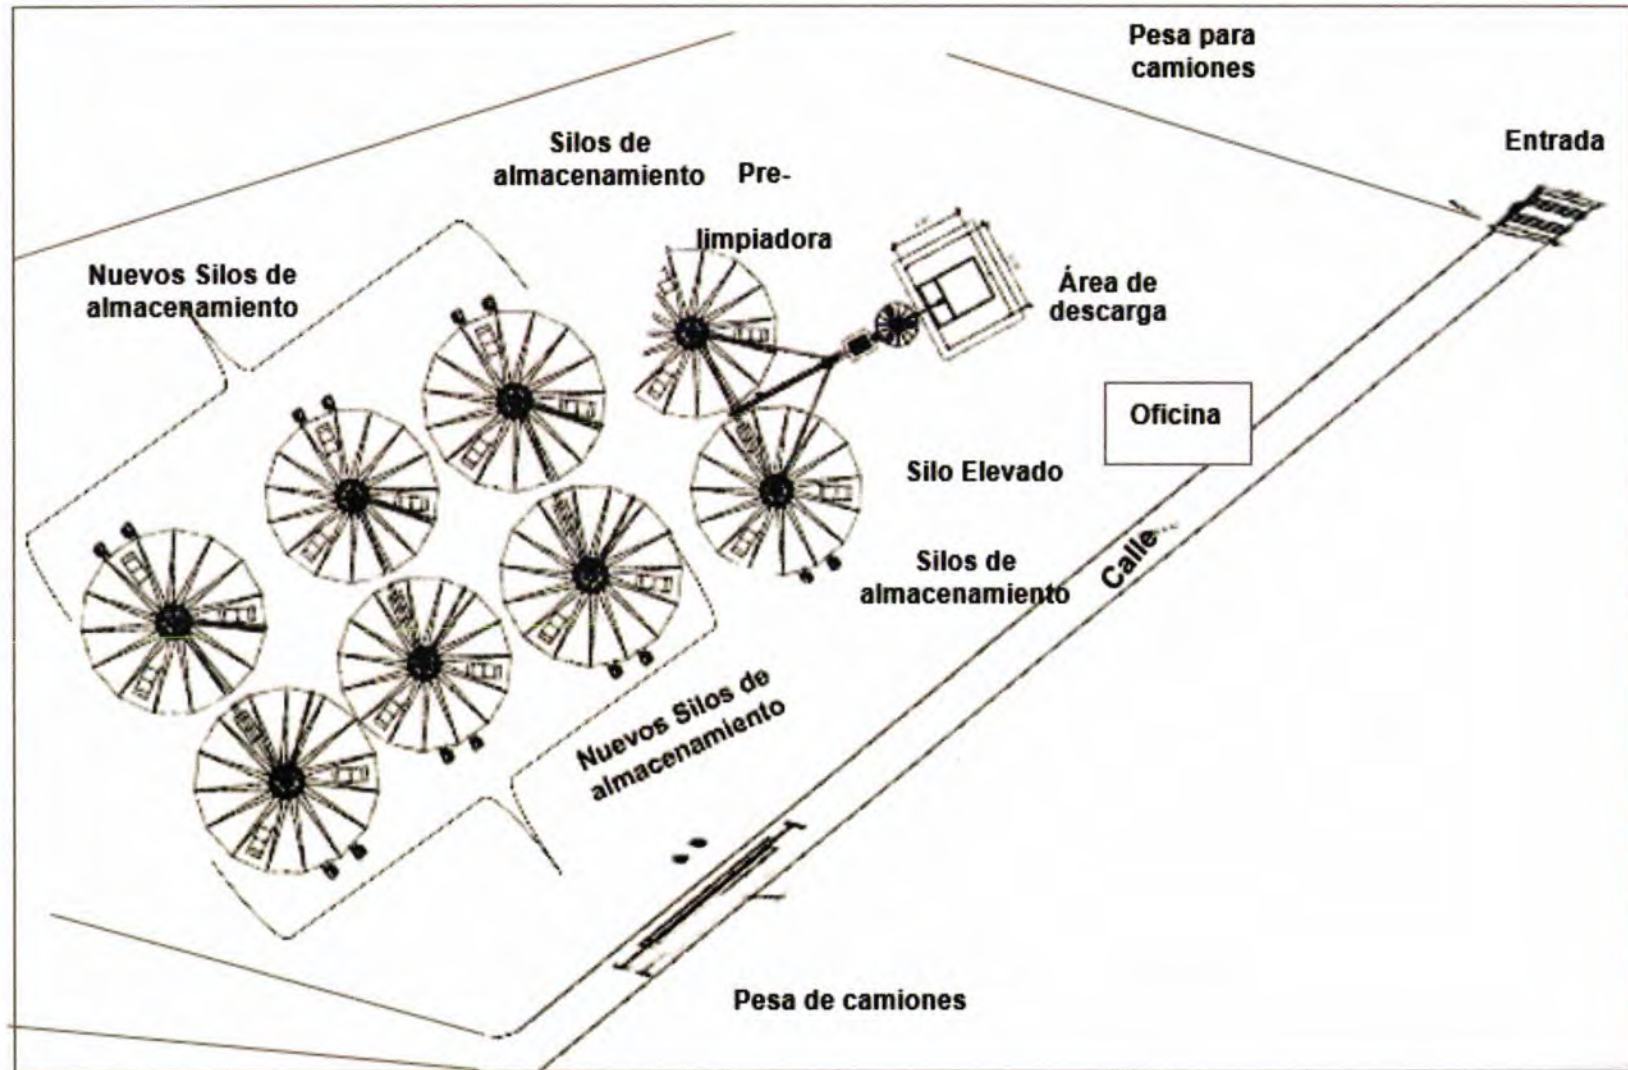 Pesa para
camiones
Entrada
Silos de
almacenamiento
Pre-
limpiadora
Nuevos Silos de
almacenamiento
Área de
descarga
Oficina
Silo Elevado
Silos de
almacenamiento
Calle
Nuevos Silos de
almacenamiento
Pesa de camiones